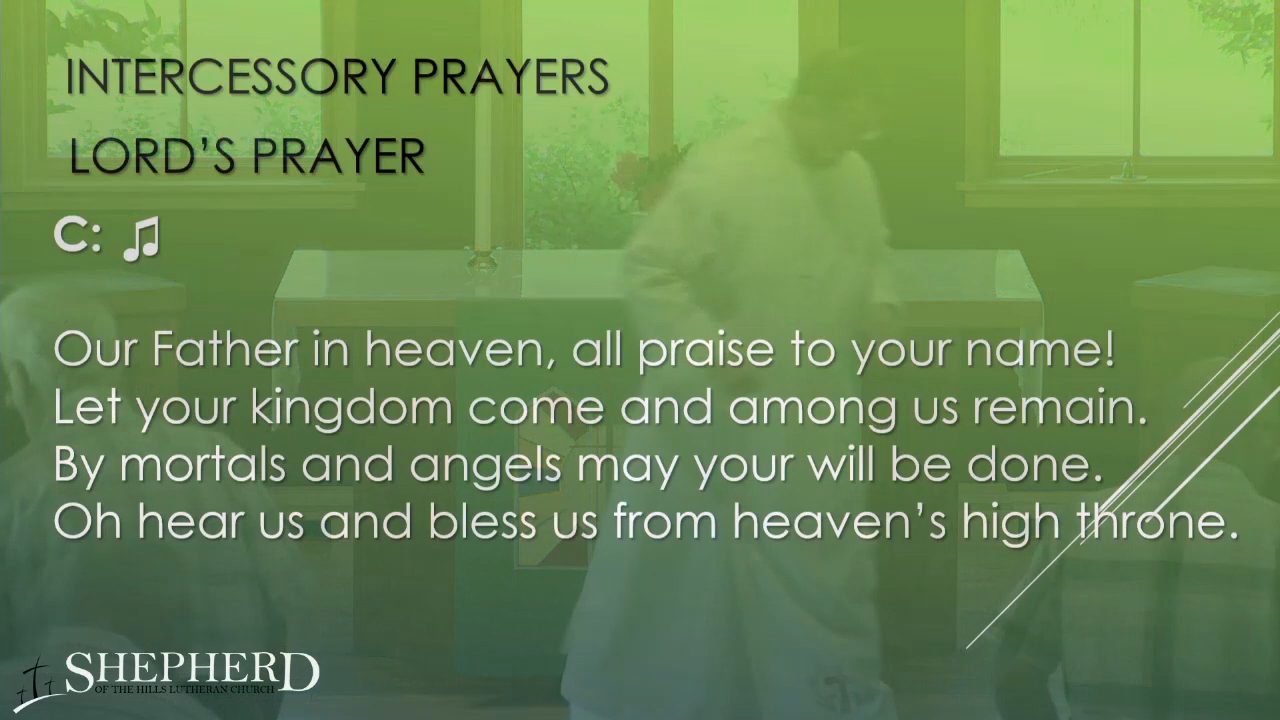 INTERCESSORY PRAYERS
LORD'S PRAYER
C: ♫
Our Father in heaven, all praise to your name!
Let your kingdom come and among us remain.
By mortals and angels may your will be done.
Oh hear us and bless us from heaven's high throne.
SHEPHERD
OF THE HILLS LUTHERAN CHURCH